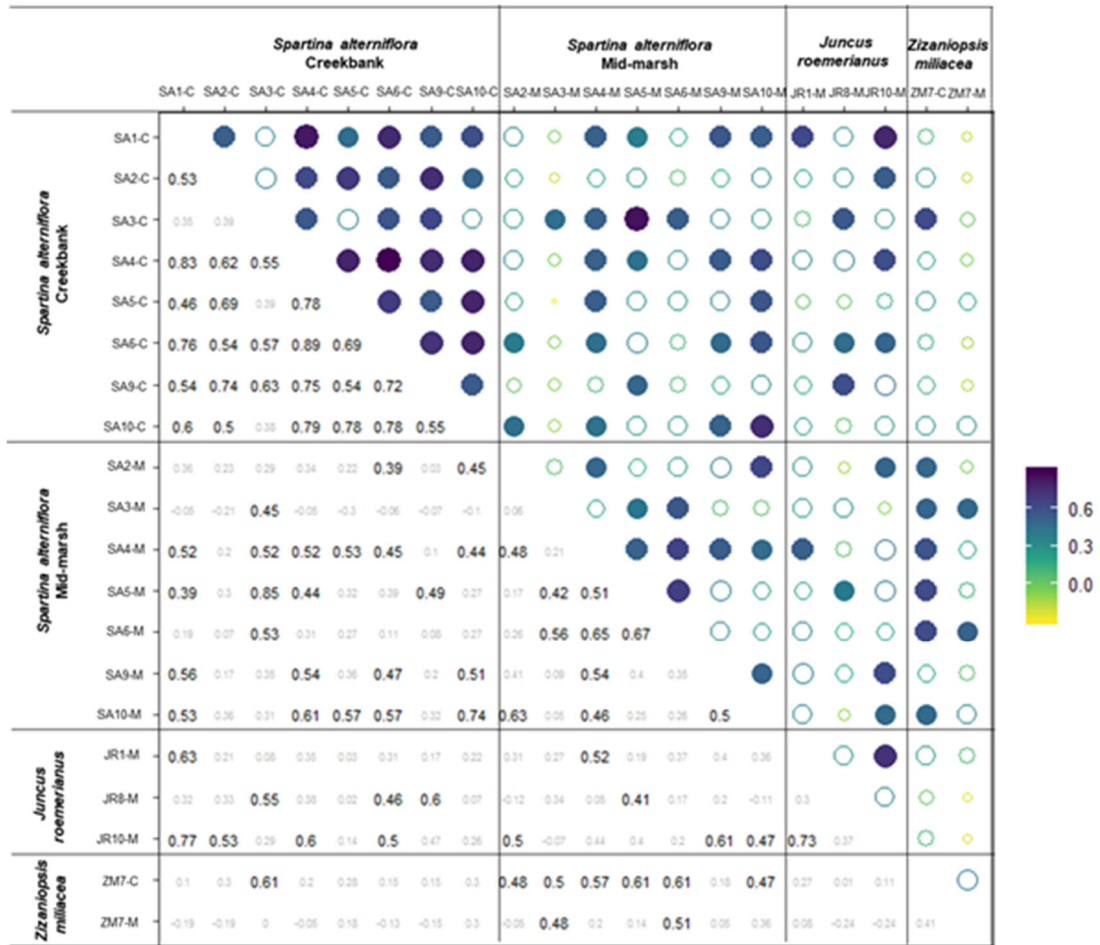 Spartina alterniflora
Creekbank
Spartina alterniflora
Mid-marsh
Juncus
roemerianus
Zizaniopsis
miliacea
SA1-C SA2-C SA3-C SA4-C SA5-C SA6-C SA9-C SA10-C SA2-M SA3-M SA4-M SA5-M SA6-M SA9-M SA10-M JR1-M JR8-M JR10-M ZM7-C ZM7-M
Spartina alterniflora
Creekbank
SA1-C
SA2-C 0.53
SA3-C 0.35 0.39
SA4-C 0.83 0.62 0.55
SA5-C 0.46 0.69 0.39 0.78
SA6-C 0.76 0.54 0.57 0.89 0.69
SA9-C 0.54 0.74 0.63 0.75 0.54 0.72
SA10-C 0.6 0.5 0.38 0.79 0.78 0.78 0.55
Spartina alterniflora
Mid-marsh
SA2-M 0.36 0.23 0.29 0.34 0.22 0.39 0.03 0.45
SA3-M -0.05 -0.21 0.45 -0.05 -0.3 -0.06 -0.07 -0.1 0.06
SA4-M 0.52 0.2 0.52 0.52 0.53 0.45 0.1 0.44 0.48 0.21
SA5-M 0.39 0.3 0.85 0.44 0.32 0.39 0.49 0.27 0.17 0.42 0.51
SA6-M 0.19 0.07 0.53 0.31 0.27 0.11 0.08 0.27 0.26 0.56 0.65 0.67
SA9-M 0.56 0.17 0.35 0.54 0.36 0.47 0.2 0.51 0.41 0.09 0.54 0.4 0.35
SA10-M 0.53 0.36 0.31 0.61 0.57 0.57 0.32 0.74 0.63 0.05 0.46 0.25 0.26 0.5
Juncus
roemerianus
JR1-M 0.63 0.21 0.08 0.35 0.03 0.31 0.17 0.22 0.31 0.27 0.52 0.19 0.37 0.4 0.36
JR8-M 0.32 0.33 0.55 0.38 0.02 0.46 0.6 0.07 -0.12 0.34 0.05 0.41 0.17 0.2 -0.11 0.3
JR10-M 0.77 0.53 0.29 0.6 0.14 0.5 0.47 0.26 0.5 -0.07 0.44 0.4 0.2 0.61 0.47 0.73 0.37
Zizaniopsis
miliacea
ZM7-C 0.1 0.3 0.61 0.2 0.28 0.15 0.15 0.3 0.48 0.5 0.57 0.61 0.61 0.18 0.47 0.27 0.01 0.11
ZM7-M -0.19 -0.19 0 -0.05 0.18 -0.13 -0.15 0.3 -0.05 0.48 0.2 0.14 0.51 0.05 0.36 0.08 -0.24 -0.24 0.41
0.6
0.3
0.0